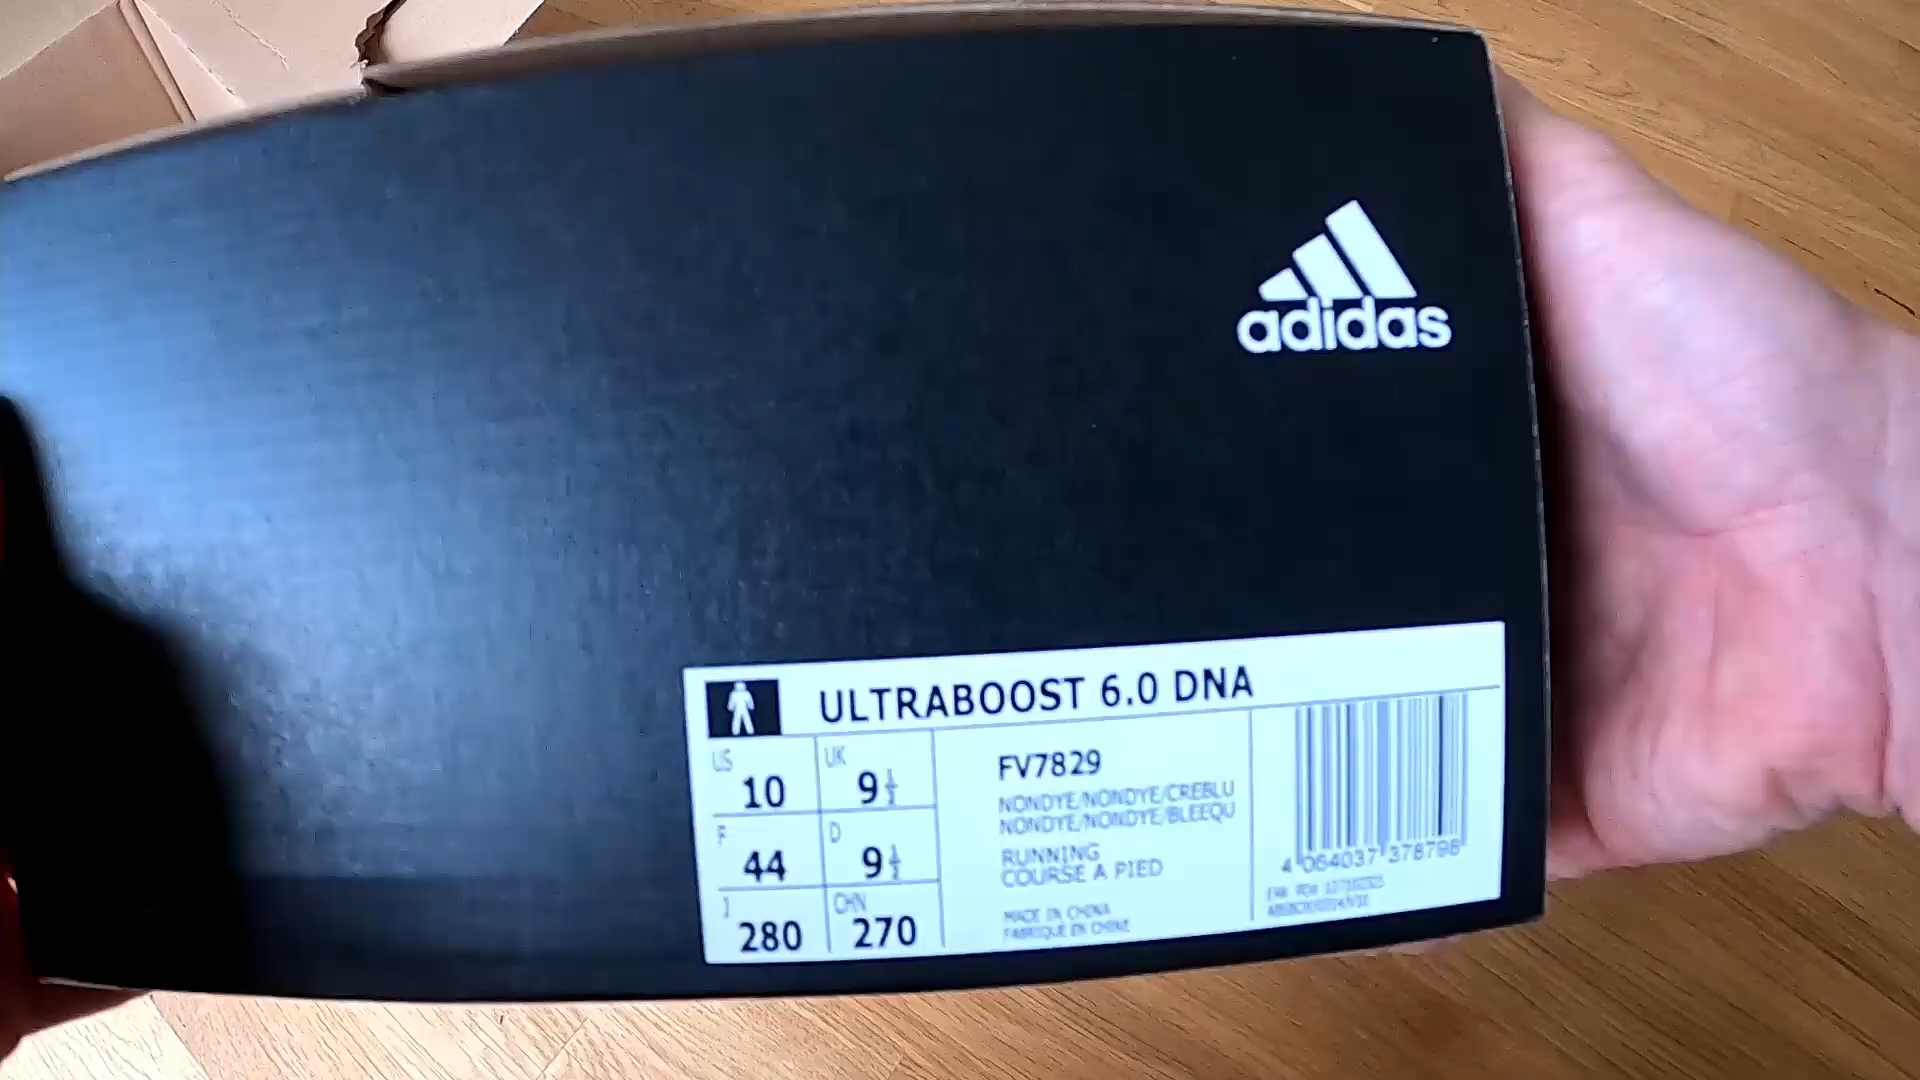 adidas
ULTRABOOST 6.0 DNA
US 10 UK 9½
F 44 D 9½
J 280 CHN 270
FV7829
NONDYE/NONDYE/CREBLU
NONDYE/NONDYE/BLEEQU
RUNNING
COURSE A PIED
MADE IN CHINA
FABRIQUE EN CHINE
4 064037 378798